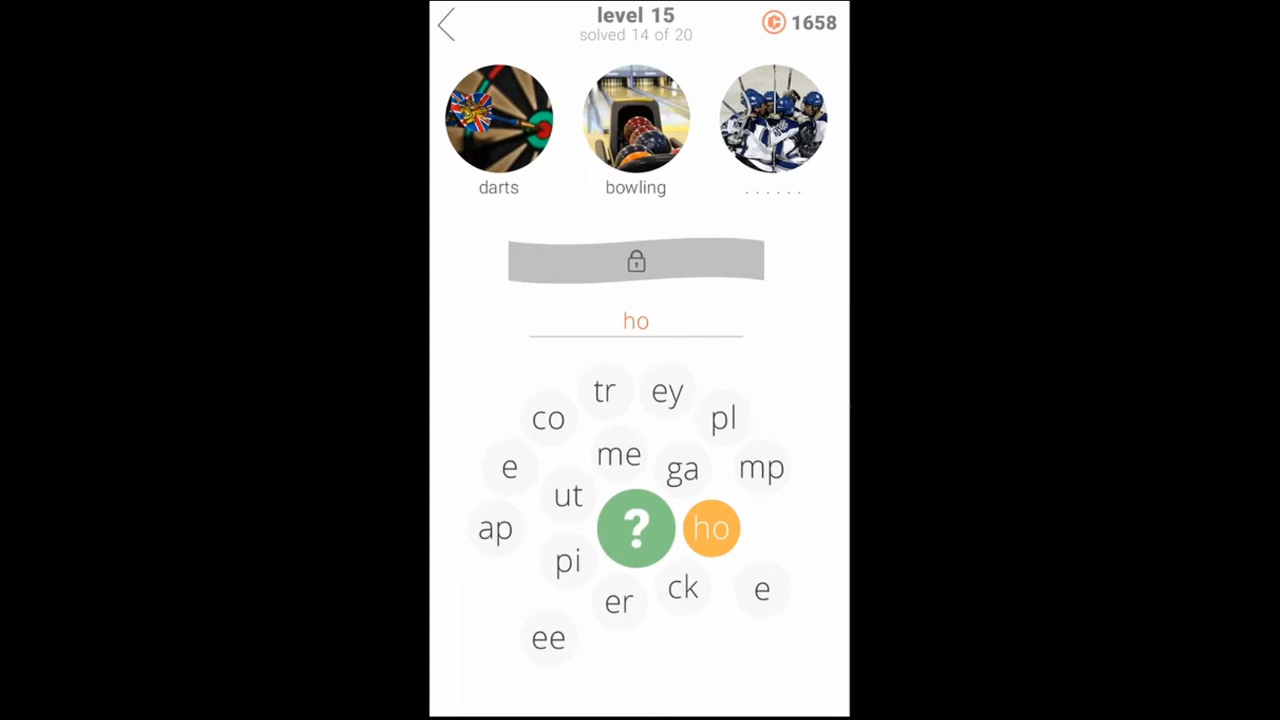 level 15
solved 14 of 20
1658
darts
bowling
......
ho
tr
ey
co
pl
me
ga
e
mp
ut
ap
?
ho
pi
er
ck
e
ee